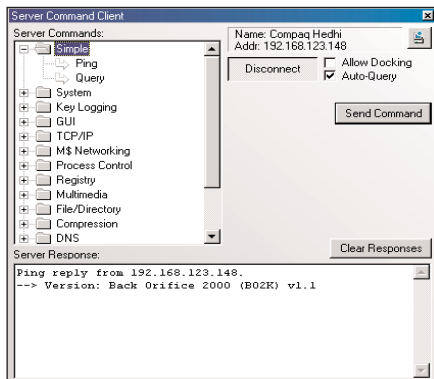 Server Command Client
Server Commands:
Simple
Ping
Query
System
Key Logging
GUI
TCP/IP
M$ Networking
Process Control
Registry
Multimedia
File/Directory
Compression
DNS
Name: Compaq Hedhi
Addr: 192.168.123.148
Disconnect
Allow Docking
Auto-Query
Send Command
Clear Responses
Server Response:
Ping reply from 192.168.123.148.
--> Version: Back Orifice 2000 (BO2K) v1.1